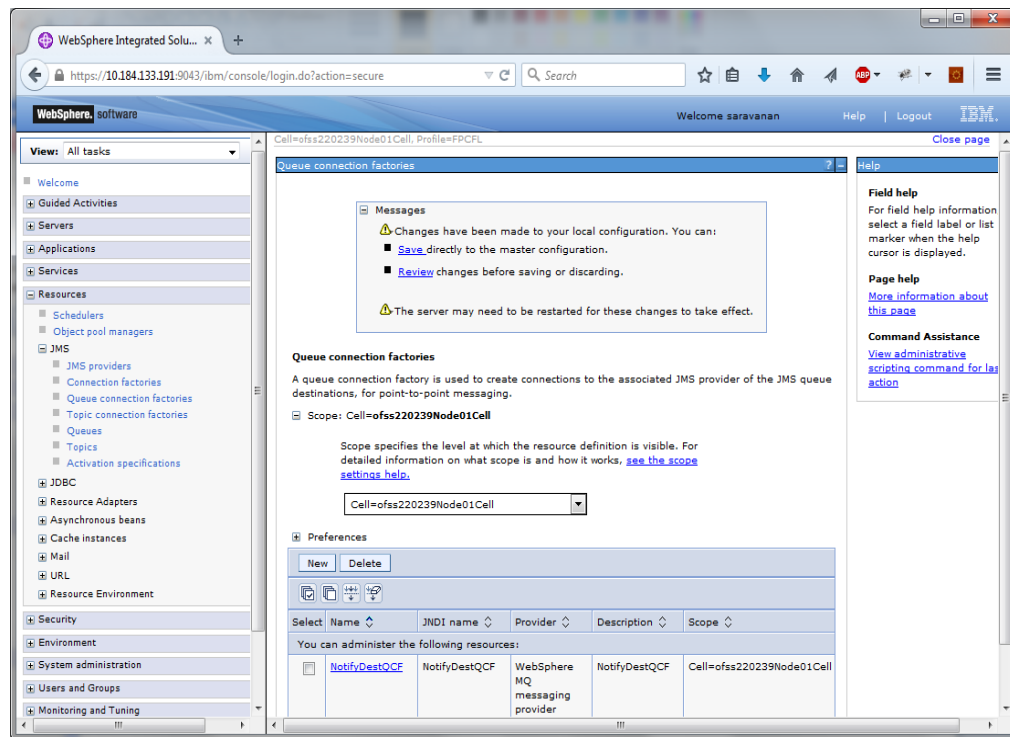 WebSphere Integrated Solu... × +
https://10.184.133.191:9043/ibm/console/login.do?action=secure
Search
ABP
WebSphere. software
Welcome saravanan
Help | Logout
IBM.
View: All tasks
Welcome
Guided Activities
Servers
Applications
Services
Resources
Schedulers
Object pool managers
JMS
JMS providers
Connection factories
Queue connection factories
Topic connection factories
Queues
Topics
Activation specifications
JDBC
Resource Adapters
Asynchronous beans
Cache instances
Mail
URL
Resource Environment
Security
Environment
System administration
Users and Groups
Monitoring and Tuning
Cell=ofss220239Node01Cell, Profile=FPCFL
Close page
Queue connection factories
? –
Messages
Changes have been made to your local configuration. You can:
Save directly to the master configuration.
Review changes before saving or discarding.
The server may need to be restarted for these changes to take effect.
Queue connection factories
A queue connection factory is used to create connections to the associated JMS provider of the JMS queue
destinations, for point-to-point messaging.
Scope: Cell=ofss220239Node01Cell
Scope specifies the level at which the resource definition is visible. For
detailed information on what scope is and how it works, see the scope
settings help.
Cell=ofss220239Node01Cell
Preferences
New Delete
Select Name JNDI name Provider Description Scope
You can administer the following resources:
NotifyDestQCF NotifyDestQCF WebSphere NotifyDestQCF Cell=ofss220239Node01Cell
MQ
messaging
provider
Help
Field help
For field help information
select a field label or list
marker when the help
cursor is displayed.
Page help
More information about
this page
Command Assistance
View administrative
scripting command for las
action